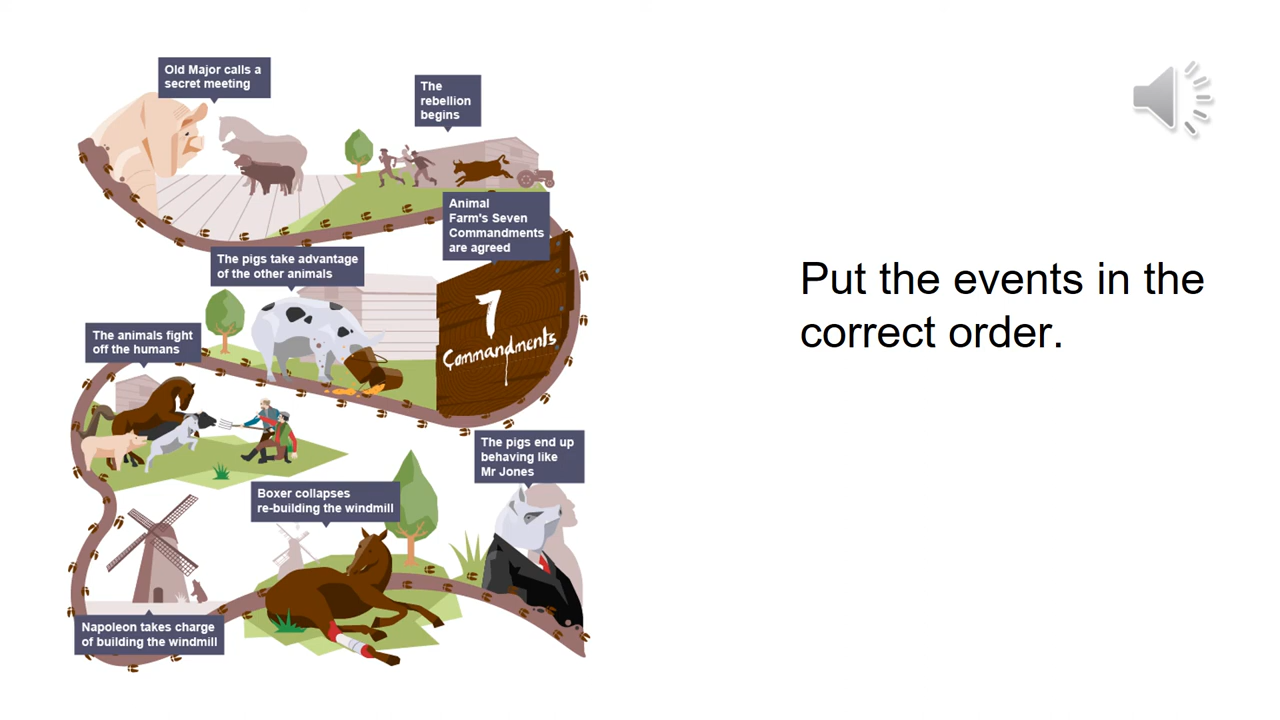 Old Major calls a
secret meeting
The
rebellion
begins
Animal
Farm's Seven
Commandments
are agreed
The pigs take advantage
of the other animals
7
Commandments
The animals fight
off the humans
The pigs end up
behaving like
Mr Jones
Boxer collapses
re-building the windmill
Napoleon takes charge
of building the windmill
Put the events in the
correct order.